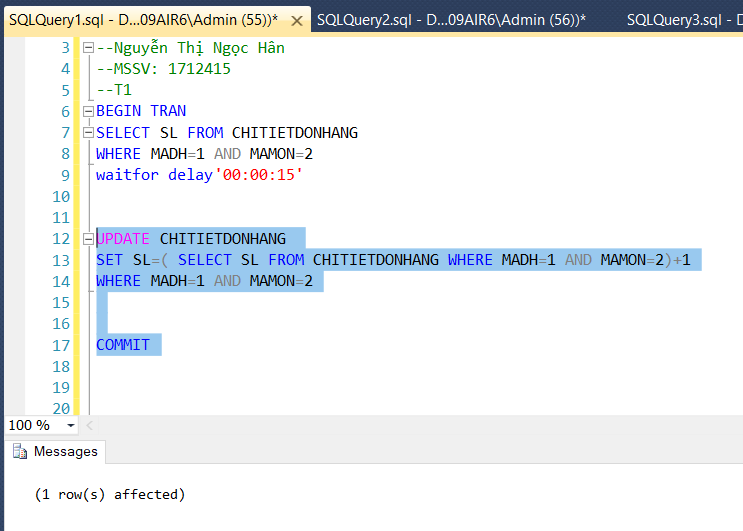 SQLQuery1.sql - D...09AIR6\Admin (55))* SQLQuery2.sql - D...09AIR6\Admin (56))* SQLQuery3.sql - D
3 --Nguyễn Thị Ngọc Hân
4 --MSSV: 1712415
5 --T1
6 BEGIN TRAN
7 SELECT SL FROM CHITIETDONHANG
8 WHERE MADH=1 AND MAMON=2
9 waitfor delay'00:00:15'
10
11
12 UPDATE CHITIETDONHANG
13 SET SL=( SELECT SL FROM CHITIETDONHANG WHERE MADH=1 AND MAMON=2)+1
14 WHERE MADH=1 AND MAMON=2
15
16
17 COMMIT
18
19
20
100 %
Messages
(1 row(s) affected)